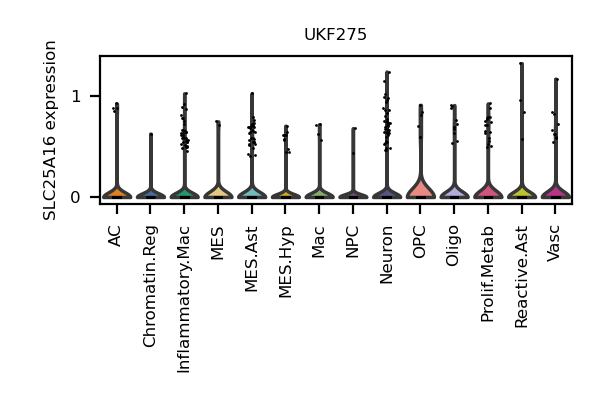 UKF275
SLC25A16 expression
1
0
AC
Chromatin.Reg
Inflammatory.Mac
MES
MES.Ast
MES.Hyp
Mac
NPC
Neuron
OPC
Oligo
Prolif.Metab
Reactive.Ast
Vasc